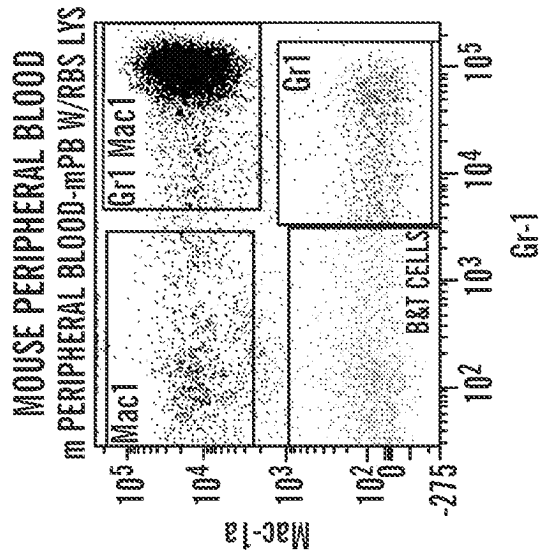 MOUSE PERIPHERAL BLOOD
m PERIPHERAL BLOOD-mPB W/RBS LYS
Mac1
Gr1 Mac1
Gr1
B&T CELLS
Mac-1a
10⁵
10⁴
10³
10²
0
-275
10²
10³
10⁴
10⁵
Gr-1